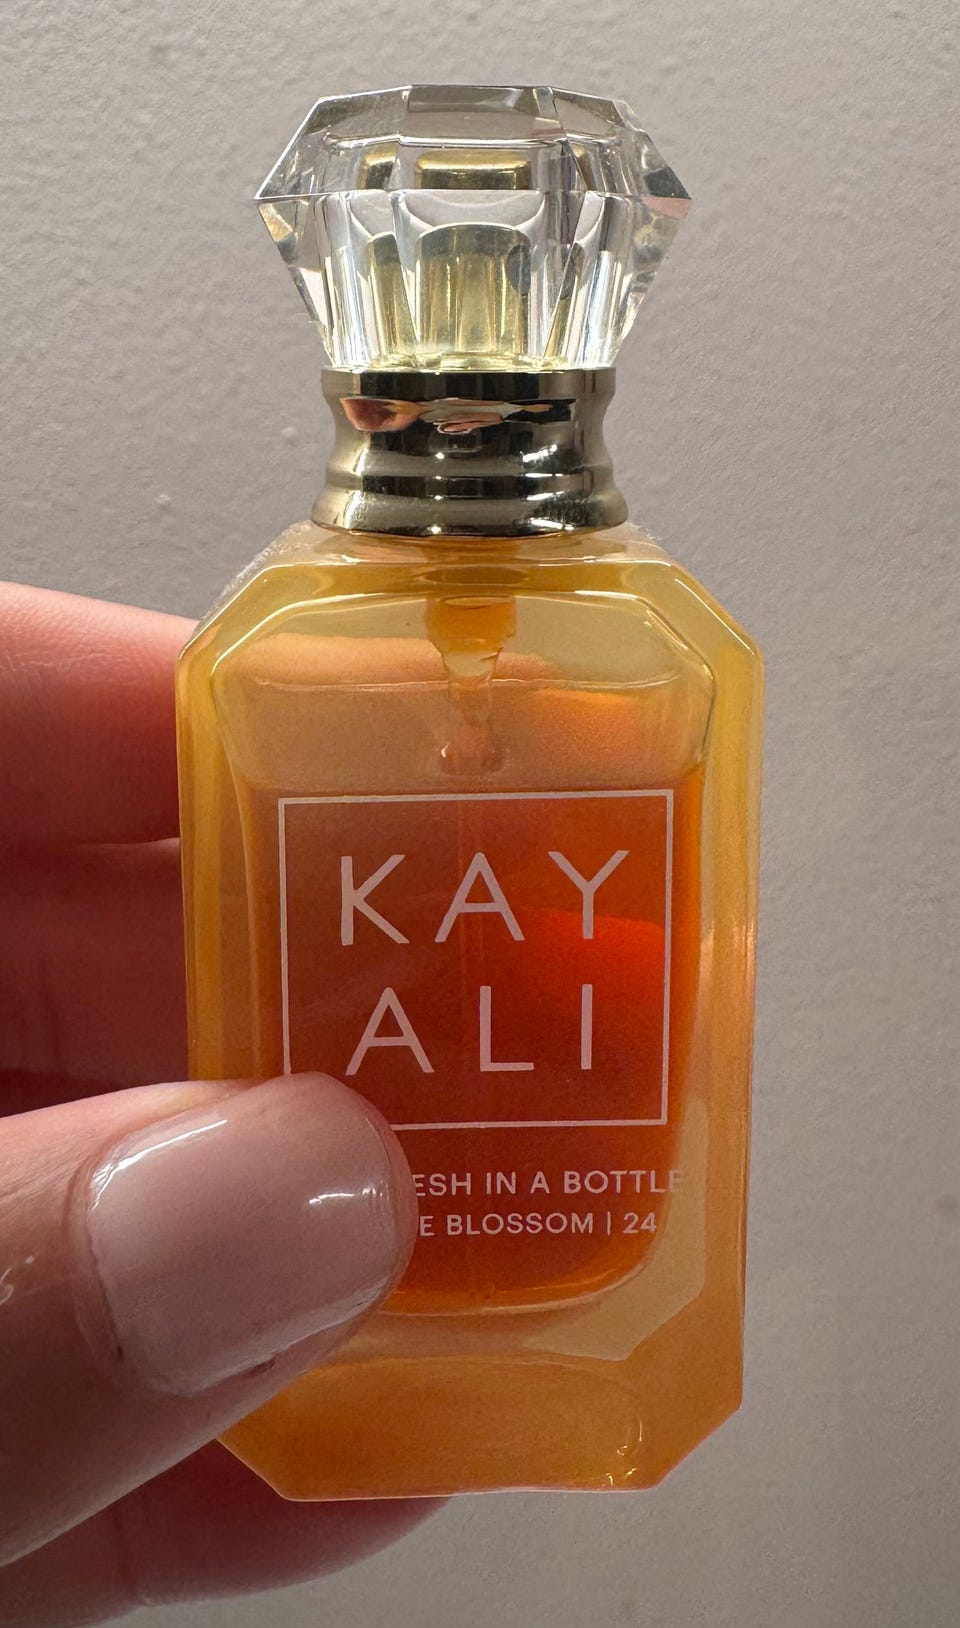 KAY
ALI
ESH IN A BOTTLE
E BLOSSOM | 24